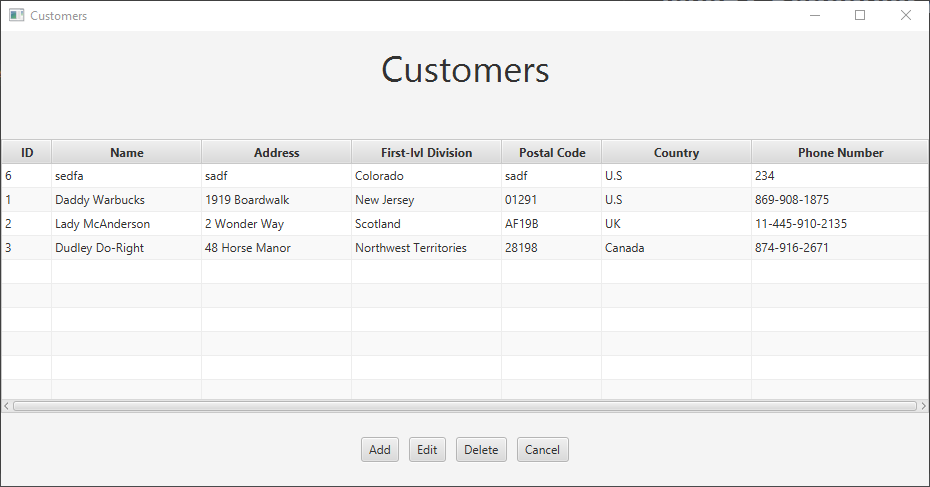 Customers
Customers
ID Name Address First-lvl Division Postal Code Country Phone Number
6 sedfa sadf Colorado sadf U.S 234
1 Daddy Warbucks 1919 Boardwalk New Jersey 01291 U.S 869-908-1875
2 Lady McAnderson 2 Wonder Way Scotland AF19B UK 11-445-910-2135
3 Dudley Do-Right 48 Horse Manor Northwest Territories 28198 Canada 874-916-2671
Add Edit Delete Cancel